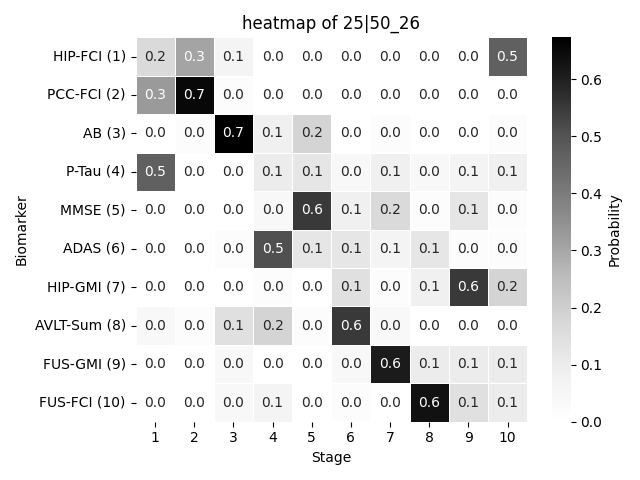 heatmap of 25|50_26
HIP-FCI (1) 0.2 0.3 0.1 0.0 0.0 0.0 0.0 0.0 0.0 0.5
PCC-FCI (2) 0.3 0.7 0.0 0.0 0.0 0.0 0.0 0.0 0.0 0.0
AB (3) 0.0 0.0 0.7 0.1 0.2 0.0 0.0 0.0 0.0 0.0
P-Tau (4) 0.5 0.0 0.0 0.1 0.1 0.0 0.1 0.0 0.1 0.1
MMSE (5) 0.0 0.0 0.0 0.0 0.6 0.1 0.2 0.0 0.1 0.0
ADAS (6) 0.0 0.0 0.0 0.5 0.1 0.1 0.1 0.1 0.0 0.0
HIP-GMI (7) 0.0 0.0 0.0 0.0 0.0 0.1 0.0 0.1 0.6 0.2
AVLT-Sum (8) 0.0 0.0 0.1 0.2 0.0 0.6 0.0 0.0 0.0 0.0
FUS-GMI (9) 0.0 0.0 0.0 0.0 0.0 0.0 0.6 0.1 0.1 0.1
FUS-FCI (10) 0.0 0.0 0.0 0.1 0.0 0.0 0.0 0.6 0.1 0.1
1 2 3 4 5 6 7 8 9 10
Stage
Biomarker
0.6
0.5
0.4
0.3
0.2
0.1
0.0
Probability